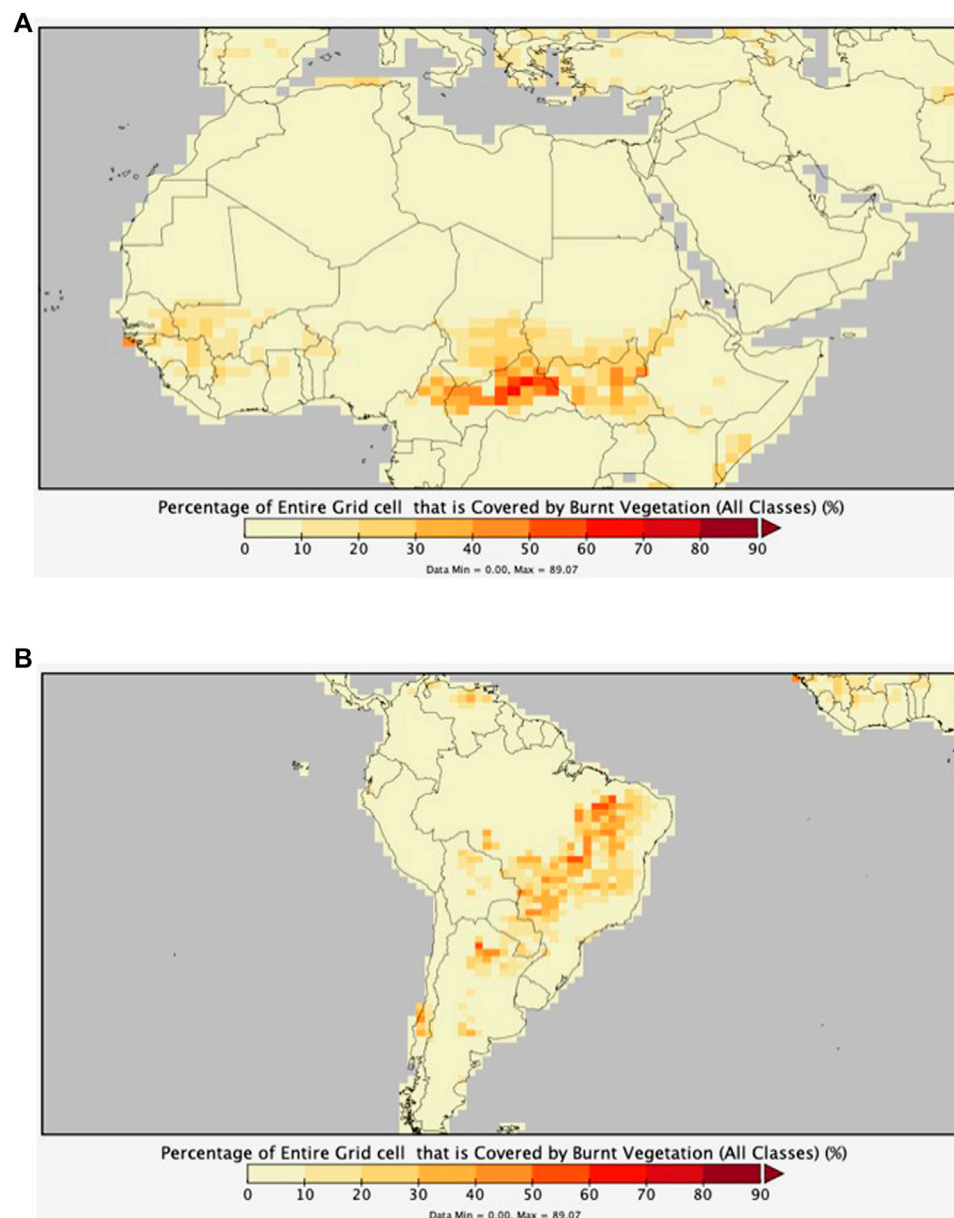 A
Percentage of Entire Grid cell  that is Covered by Burnt Vegetation (All Classes) (%)
0 10 20 30 40 50 60 70 80 90
Data Min = 0.00, Max = 89.07
B
Percentage of Entire Grid cell  that is Covered by Burnt Vegetation (All Classes) (%)
0 10 20 30 40 50 60 70 80 90
Data Min = 0.00, Max = 89.07